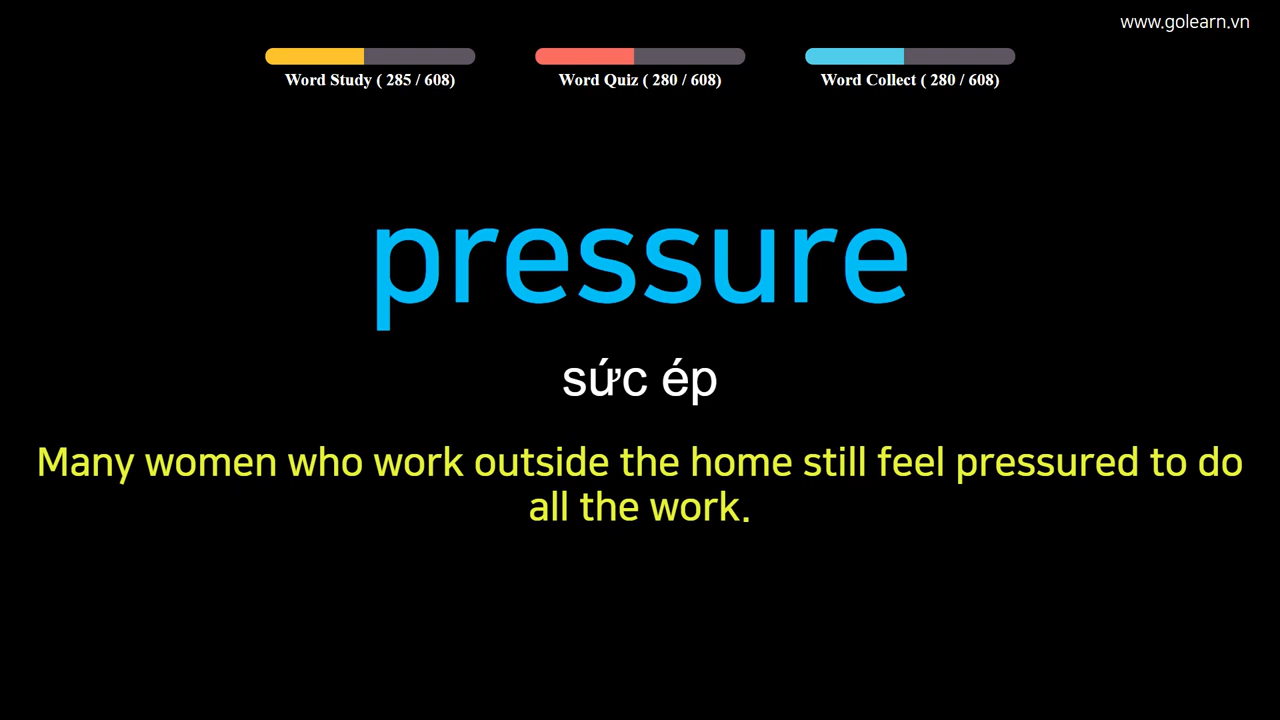 www.golearn.vn
Word Study ( 285 / 608)
Word Quiz ( 280 / 608)
Word Collect ( 280 / 608)
pressure
sức ép
Many women who work outside the home still feel pressured to do
all the work.